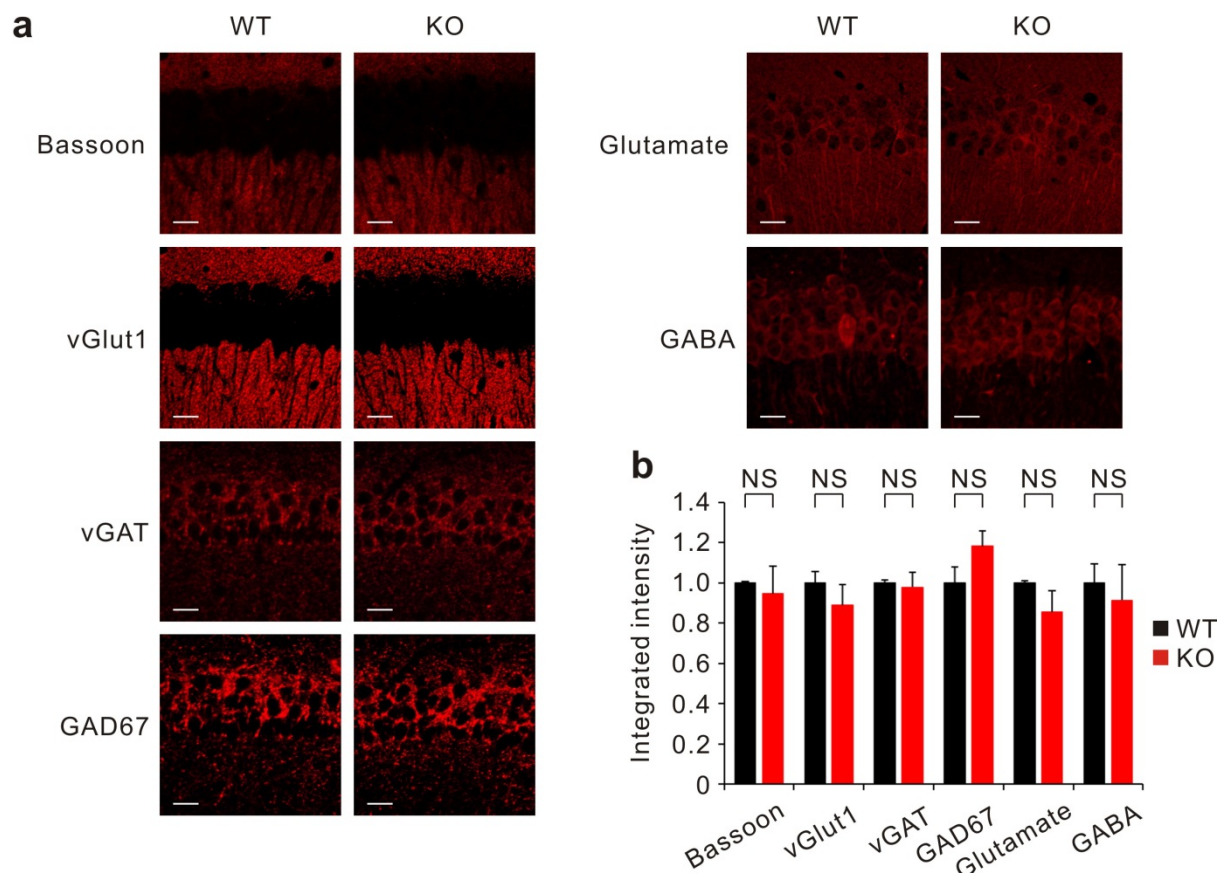 a
WT KO
Bassoon
vGlut1
vGAT
GAD67
WT KO
Glutamate
GABA
b
NS NS NS NS NS NS
Integrated intensity
1.4
1.2
1.0
0.8
0.6
0.4
0.2
0
Bassoon vGlut1 vGAT GAD67 Glutamate GABA
WT
KO